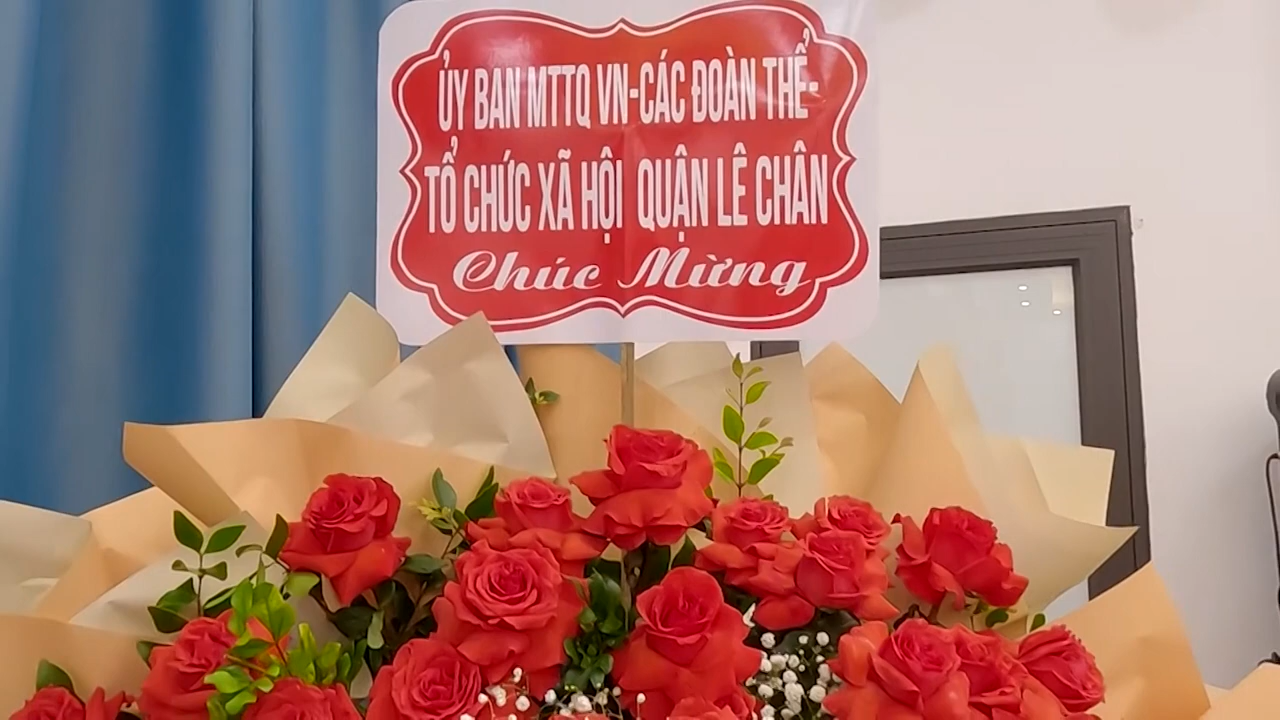 ỦY BAN MTTQ VN-CÁC ĐOÀN THỂ-
TỔ CHỨC XÃ HỘI QUẬN LÊ CHÂN
Chúc Mừng